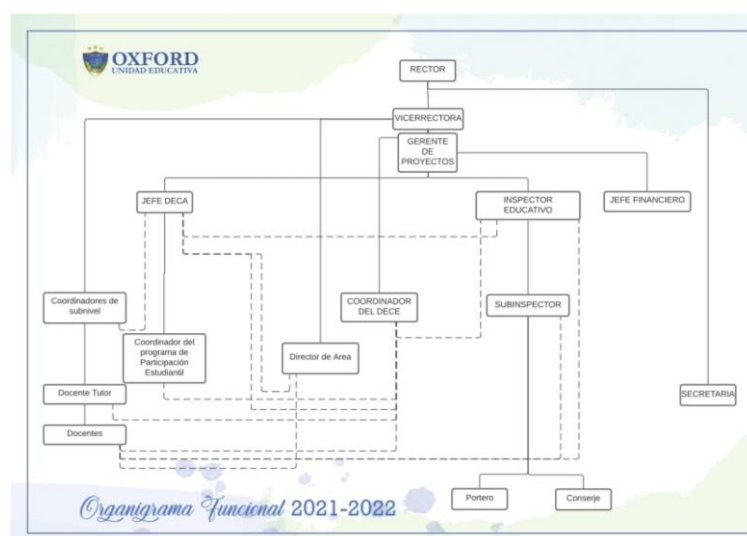 OXFORD
UNIDAD EDUCATIVA
RECTOR
VICERRECTORA
GERENTE
DE
PROYECTOS
JEFE DECA
INSPECTOR
EDUCATIVO
JEFE FINANCIERO
Coordinadores de
subnivel
COORDINADOR
DEL DECE
SUBINSPECTOR
Coordinador del
programa de
Participación
Estudiantil
Director de Area
Docente Tutor
SECRETARIA
Docentes
Portero
Conserje
Organigrama Funcional 2021-2022